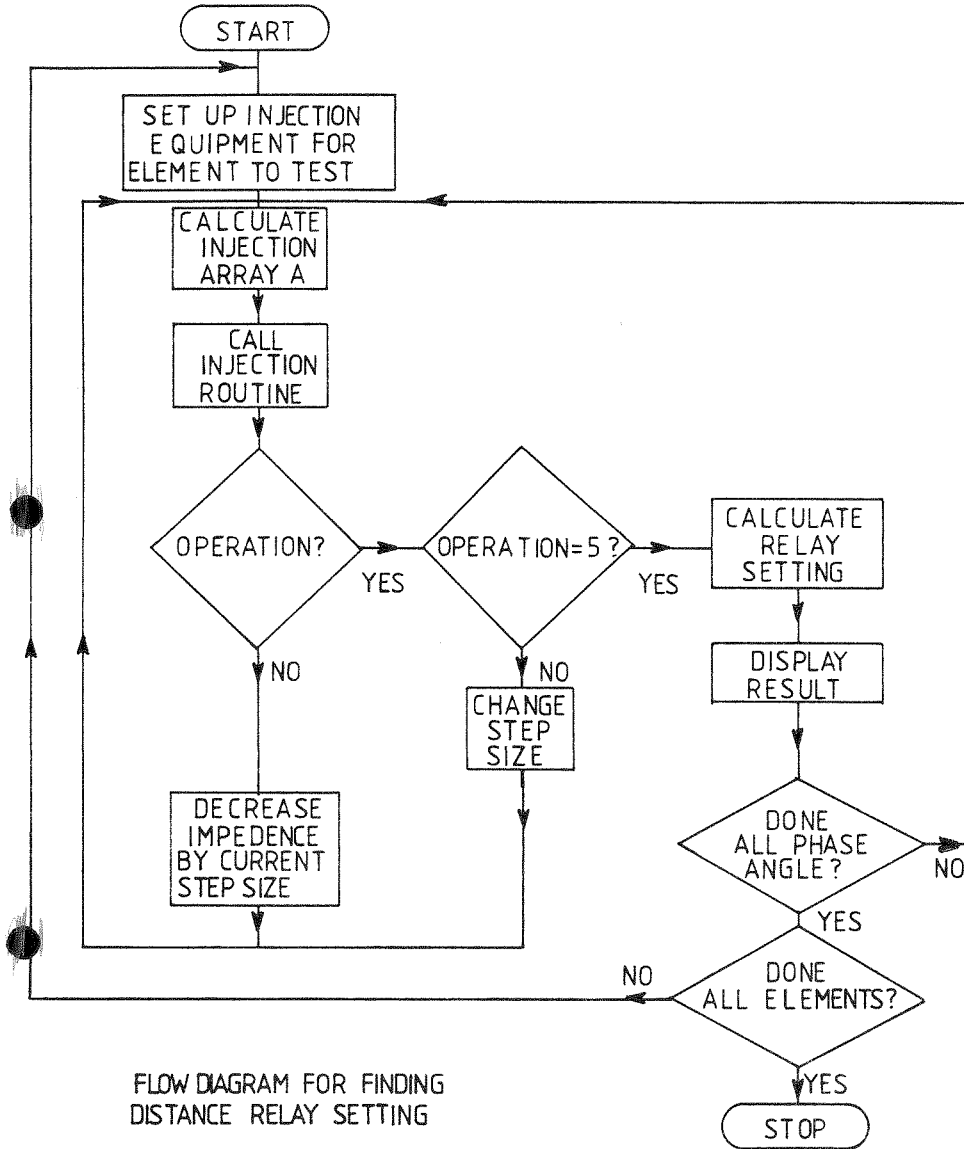 START
SET UP INJECTION
EQUIPMENT FOR
ELEMENT TO TEST
CALCULATE
INJECTION
ARRAY A
CALL
INJECTION
ROUTINE
OPERATION?
YES
NO
OPERATION=5?
YES
NO
CALCULATE
RELAY
SETTING
DISPLAY
RESULT
CHANGE
STEP
SIZE
DECREASE
IMPEDENCE
BY CURRENT
STEP SIZE
DONE
ALL PHASE
ANGLE?
NO
YES
DONE
ALL ELEMENTS?
NO
YES
STOP
FLOW DIAGRAM FOR FINDING
DISTANCE RELAY SETTING